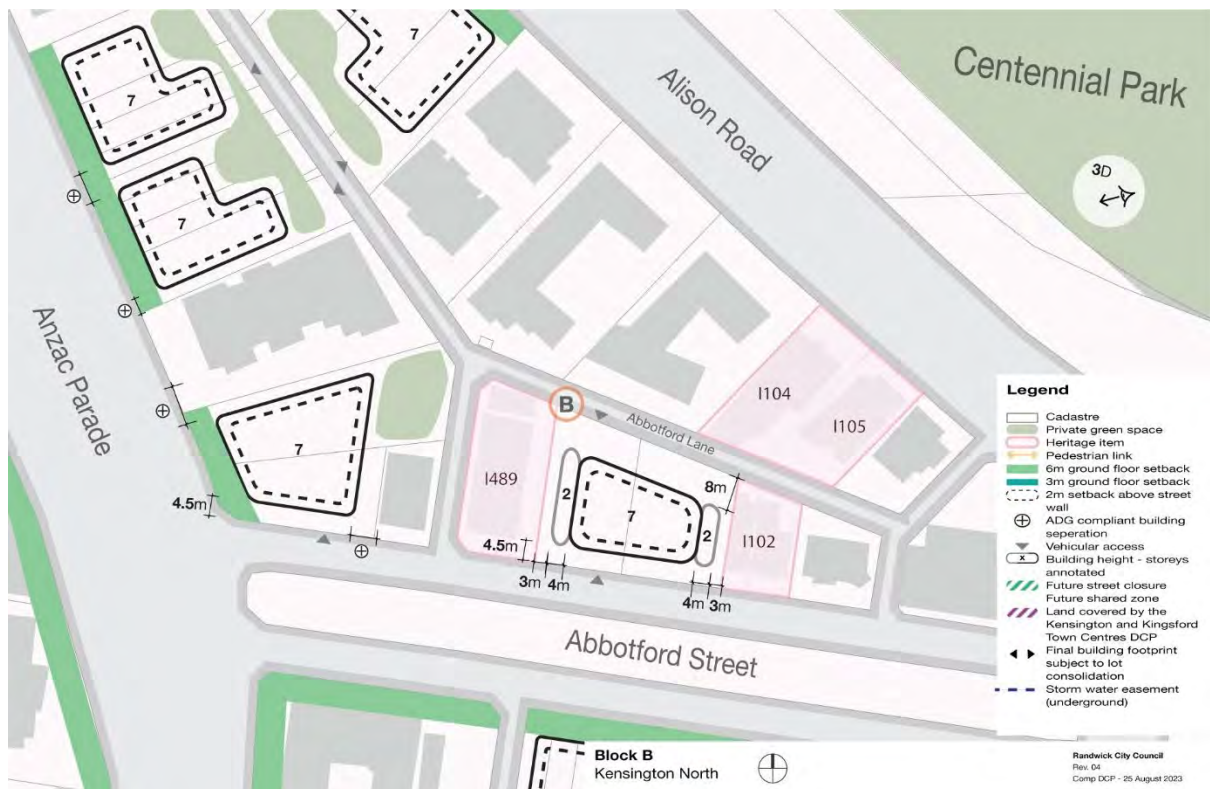 7
7
Alison Road
Centennial Park
3D
7
Anzac Parade
B
Abbotford Lane
I104
I105
7
I489
8m
2
7
2
I102
4.5m
4.5m
3m
4m
4m
3m
Abbotford Street
Legend
Cadastre
Private green space
Heritage item
Pedestrian link
6m ground floor setback
3m ground floor setback
2m setback above street
wall
ADG compliant building
seperation
Vehicular access
x
Building height - storeys
annotated
Future street closure
Future shared zone
Land covered by the
Kensington and Kingsford
Town Centres DCP
Final building footprint
subject to lot
consolidation
Storm water easement
(underground)
Block B
Kensington North
Randwick City Council
Rev. 04
Comp DCP - 25 August 2023